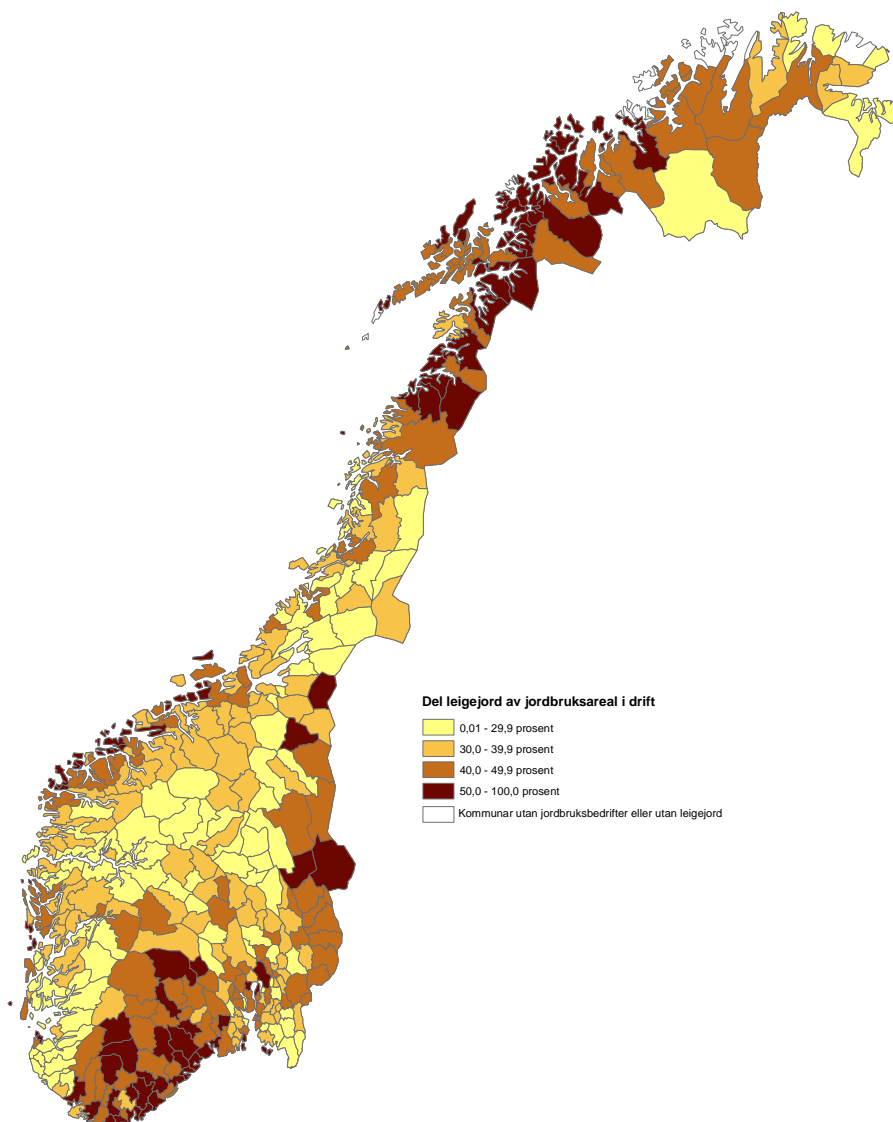 Del leigejord av jordbruksareal i drift
0,01 - 29,9 prosent
30,0 - 39,9 prosent
40,0 - 49,9 prosent
50,0 - 100,0 prosent
Kommunar utan jordbruksbedrifter eller utan leigejord